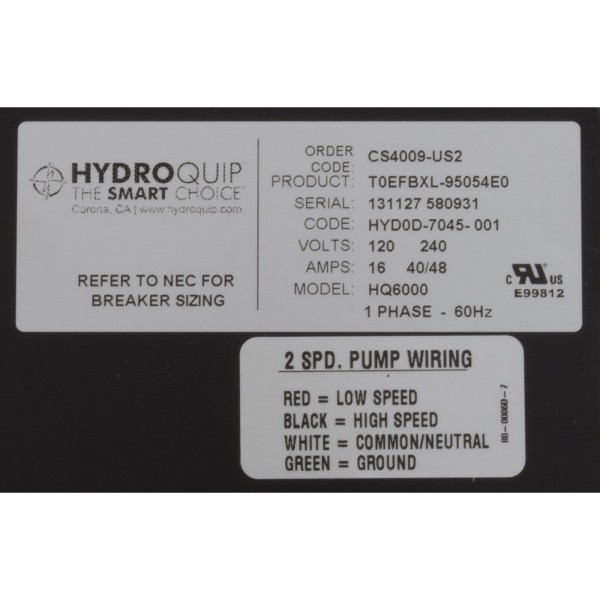 HYDROQUIP
THE SMART CHOICE
Corona, CA | www.hydroquip.com
REFER TO NEC FOR
BREAKER SIZING
ORDER CODE: CS4009-US2
PRODUCT: T0EFBXL-95054E0
SERIAL: 131127 580931
CODE: HYD0D-7045-001
VOLTS: 120 240
AMPS: 16 40/48
MODEL: HQ6000
1 PHASE - 60Hz
C RU US
E99812
2 SPD. PUMP WIRING
RED = LOW SPEED
BLACK = HIGH SPEED
WHITE = COMMON/NEUTRAL
GREEN = GROUND
80-0006D-7